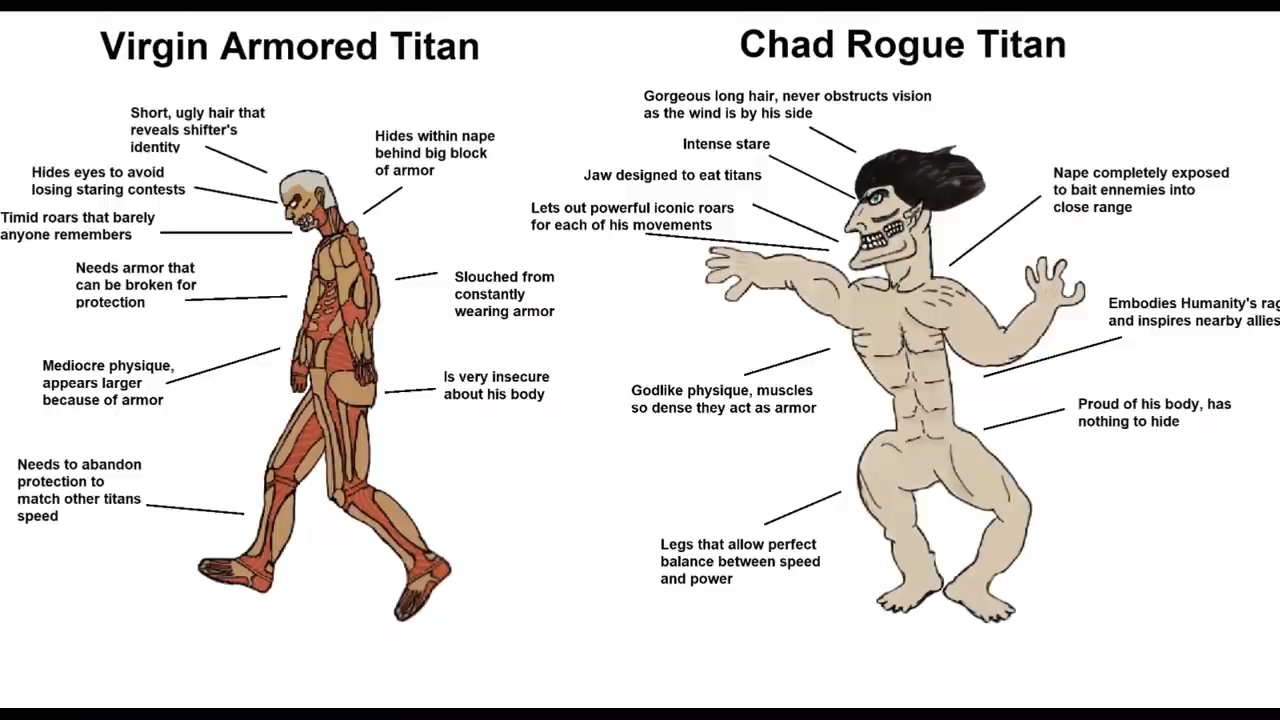 Virgin Armored Titan
Short, ugly hair that
reveals shifter's
identity
Hides within nape
behind big block
of armor
Hides eyes to avoid
losing staring contests
Timid roars that barely
anyone remembers
Needs armor that
can be broken for
protection
Slouched from
constantly
wearing armor
Mediocre physique,
appears larger
because of armor
Is very insecure
about his body
Needs to abandon
protection to
match other titans
speed
Chad Rogue Titan
Gorgeous long hair, never obstructs vision
as the wind is by his side
Intense stare
Jaw designed to eat titans
Lets out powerful iconic roars
for each of his movements
Nape completely exposed
to bait ennemies into
close range
Embodies Humanity's rag
and inspires nearby allies
Godlike physique, muscles
so dense they act as armor
Proud of his body, has
nothing to hide
Legs that allow perfect
balance between speed
and power